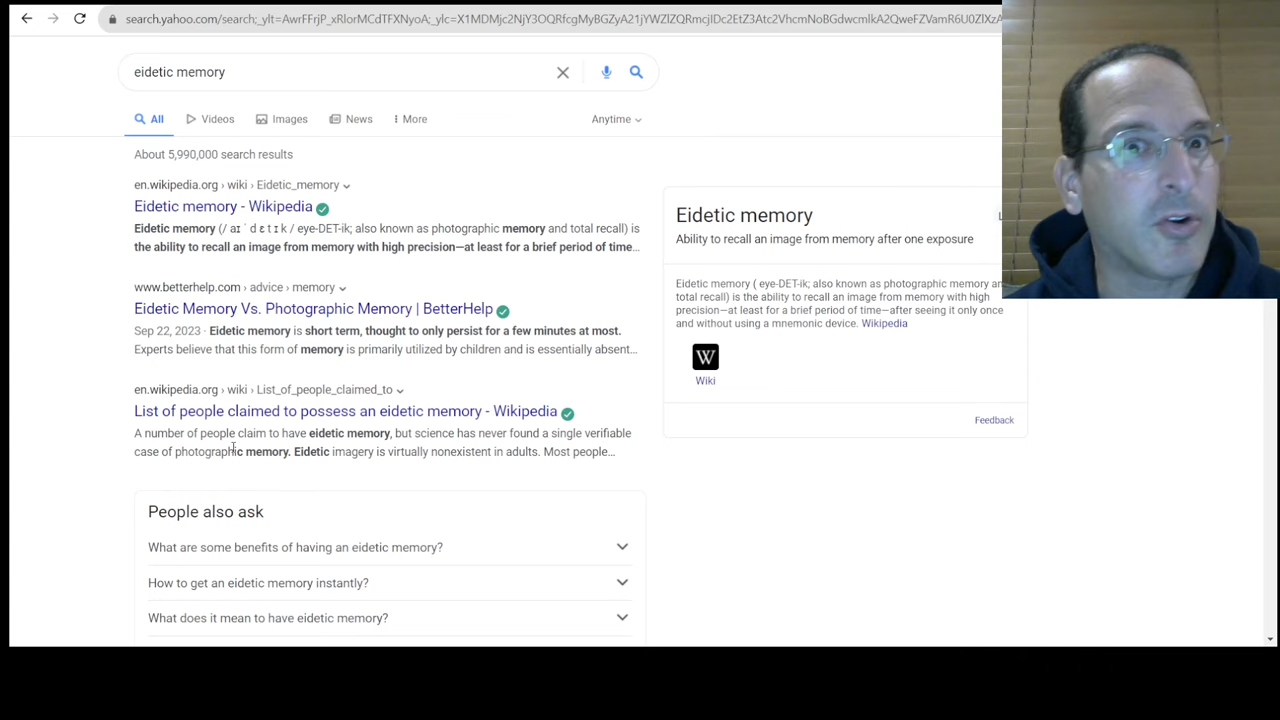 search.yahoo.com/search;_ylt=AwrFFrjP_xRlorMCdTFXNyoA;_ylc=X1MDMjc2NjY3OQRfcgMyBGZyA21jYWZlZQRmcjIDc2EtZ3Atc2VhcmNoBGdwcmlkA2QweFZVamR6U0ZlXzA
eidetic memory
All Videos Images News More Anytime
About 5,990,000 search results
en.wikipedia.org › wiki › Eidetic_memory
Eidetic memory - Wikipedia
Eidetic memory (/ aɪˈdɛtɪk / eye-DET-ik; also known as photographic memory and total recall) is
the ability to recall an image from memory with high precision—at least for a brief period of time...
www.betterhelp.com › advice › memory
Eidetic Memory Vs. Photographic Memory | BetterHelp
Sep 22, 2023 · Eidetic memory is short term, thought to only persist for a few minutes at most.
Experts believe that this form of memory is primarily utilized by children and is essentially absent...
en.wikipedia.org › wiki › List_of_people_claimed_to
List of people claimed to possess an eidetic memory - Wikipedia
A number of people claim to have eidetic memory, but science has never found a single verifiable
case of photographic memory. Eidetic imagery is virtually nonexistent in adults. Most people...
People also ask
What are some benefits of having an eidetic memory?
How to get an eidetic memory instantly?
What does it mean to have eidetic memory?
Eidetic memory
Ability to recall an image from memory after one exposure
Eidetic memory ( eye-DET-ik; also known as photographic memory an
total recall) is the ability to recall an image from memory with high
precision—at least for a brief period of time—after seeing it only once
and without using a mnemonic device. Wikipedia
W
Wiki
Feedback